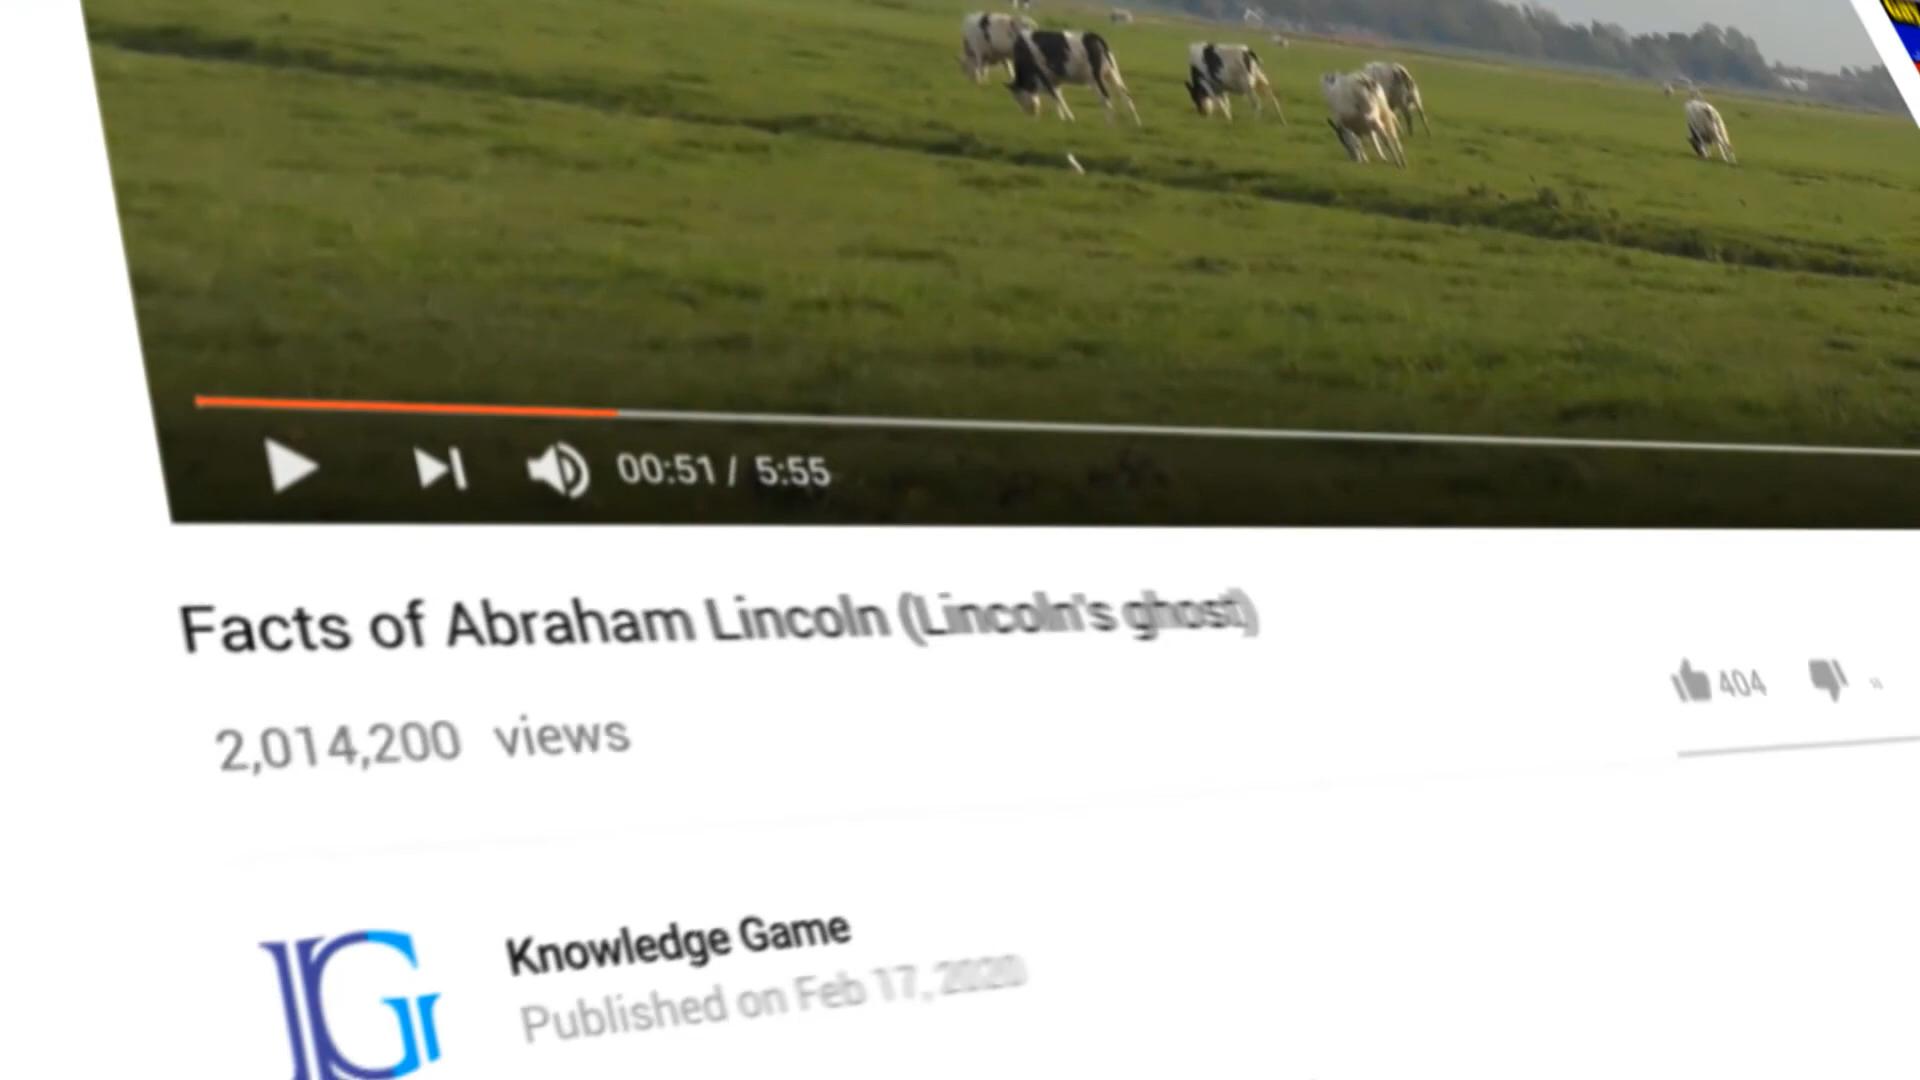 00:51 / 5:55
Facts of Abraham Lincoln (Lincoln's ghost)
404
2,014,200 views
Knowledge Game
Published on Feb 17, 2020